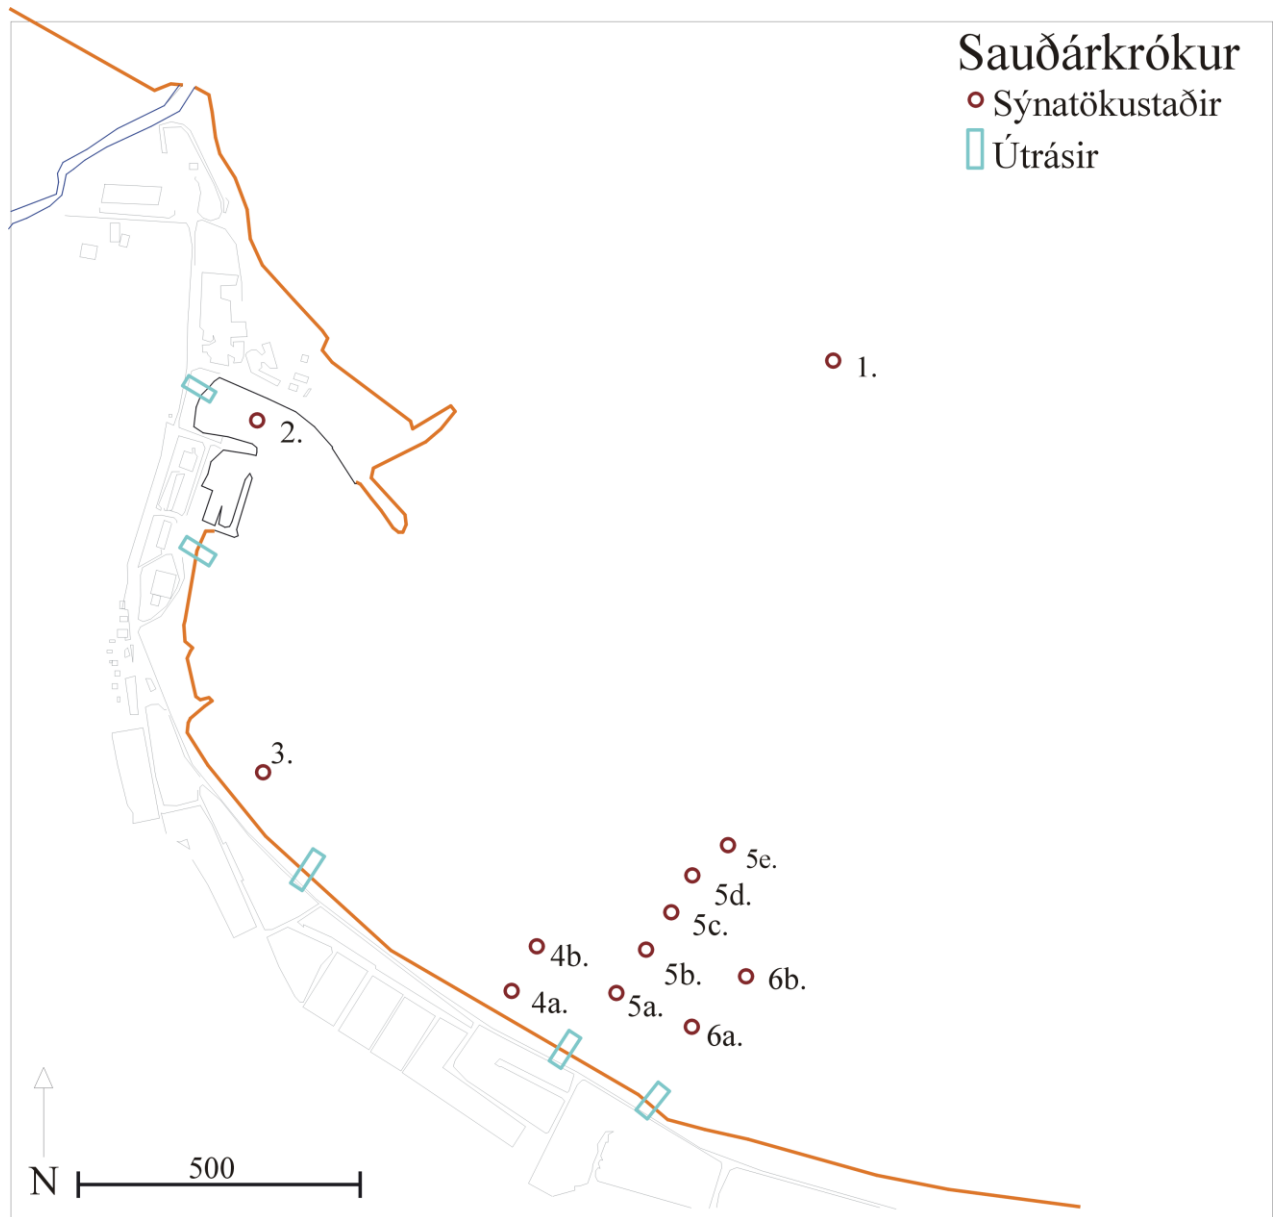 Sauðárkrókur
Sýnatökustaðir
Útrásir
1.
2.
3.
5e.
5d.
5c.
4b.
5b.
6b.
4a.
5a.
6a.
500
N